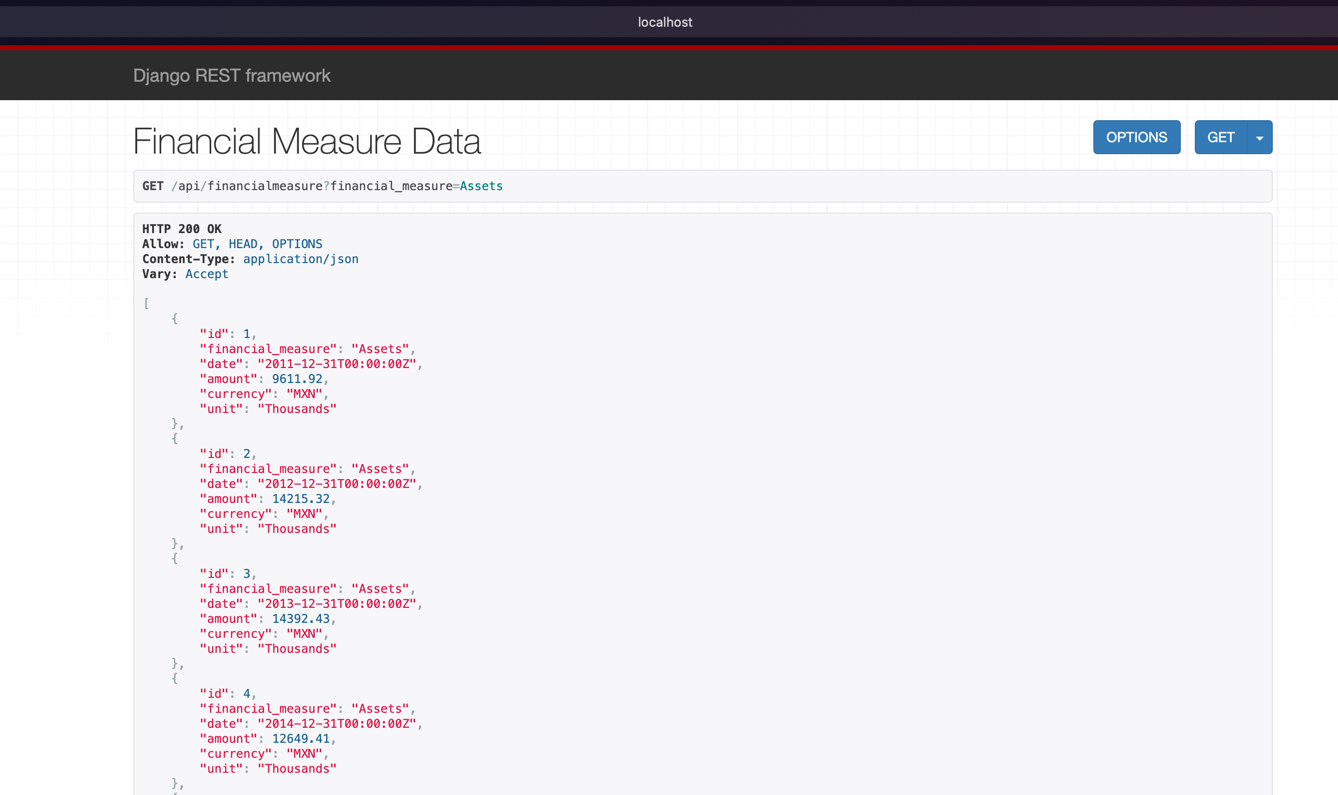 localhost
Django REST framework
Financial Measure Data
OPTIONS
GET
GET /api/financialmeasure?financial_measure=Assets
HTTP 200 OK
Allow: GET, HEAD, OPTIONS
Content-Type: application/json
Vary: Accept
[
    {
        "id": 1,
        "financial_measure": "Assets",
        "date": "2011-12-31T00:00:00Z",
        "amount": 9611.92,
        "currency": "MXN",
        "unit": "Thousands"
    },
    {
        "id": 2,
        "financial_measure": "Assets",
        "date": "2012-12-31T00:00:00Z",
        "amount": 14215.32,
        "currency": "MXN",
        "unit": "Thousands"
    },
    {
        "id": 3,
        "financial_measure": "Assets",
        "date": "2013-12-31T00:00:00Z",
        "amount": 14392.43,
        "currency": "MXN",
        "unit": "Thousands"
    },
    {
        "id": 4,
        "financial_measure": "Assets",
        "date": "2014-12-31T00:00:00Z",
        "amount": 12649.41,
        "currency": "MXN",
        "unit": "Thousands"
    },